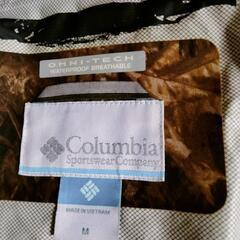 OMNI-TECH
WATERPROOF BREATHABLE
Columbia
Sportswear Company
MADE IN VIETNAM
M